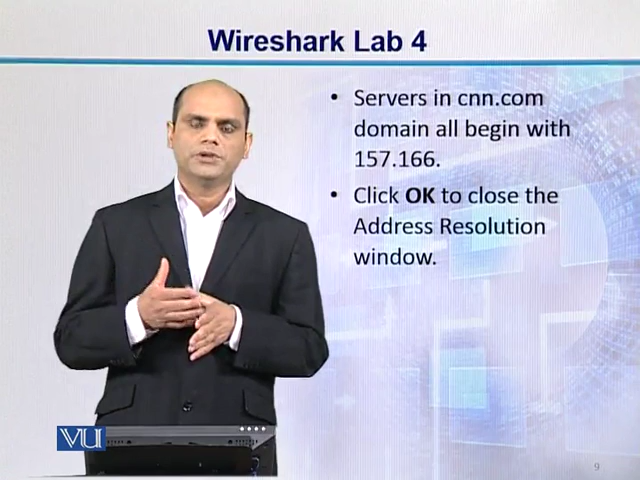 Wireshark Lab 4
• Servers in cnn.com
domain all begin with
157.166.
• Click OK to close the
Address Resolution
window.
VU
9